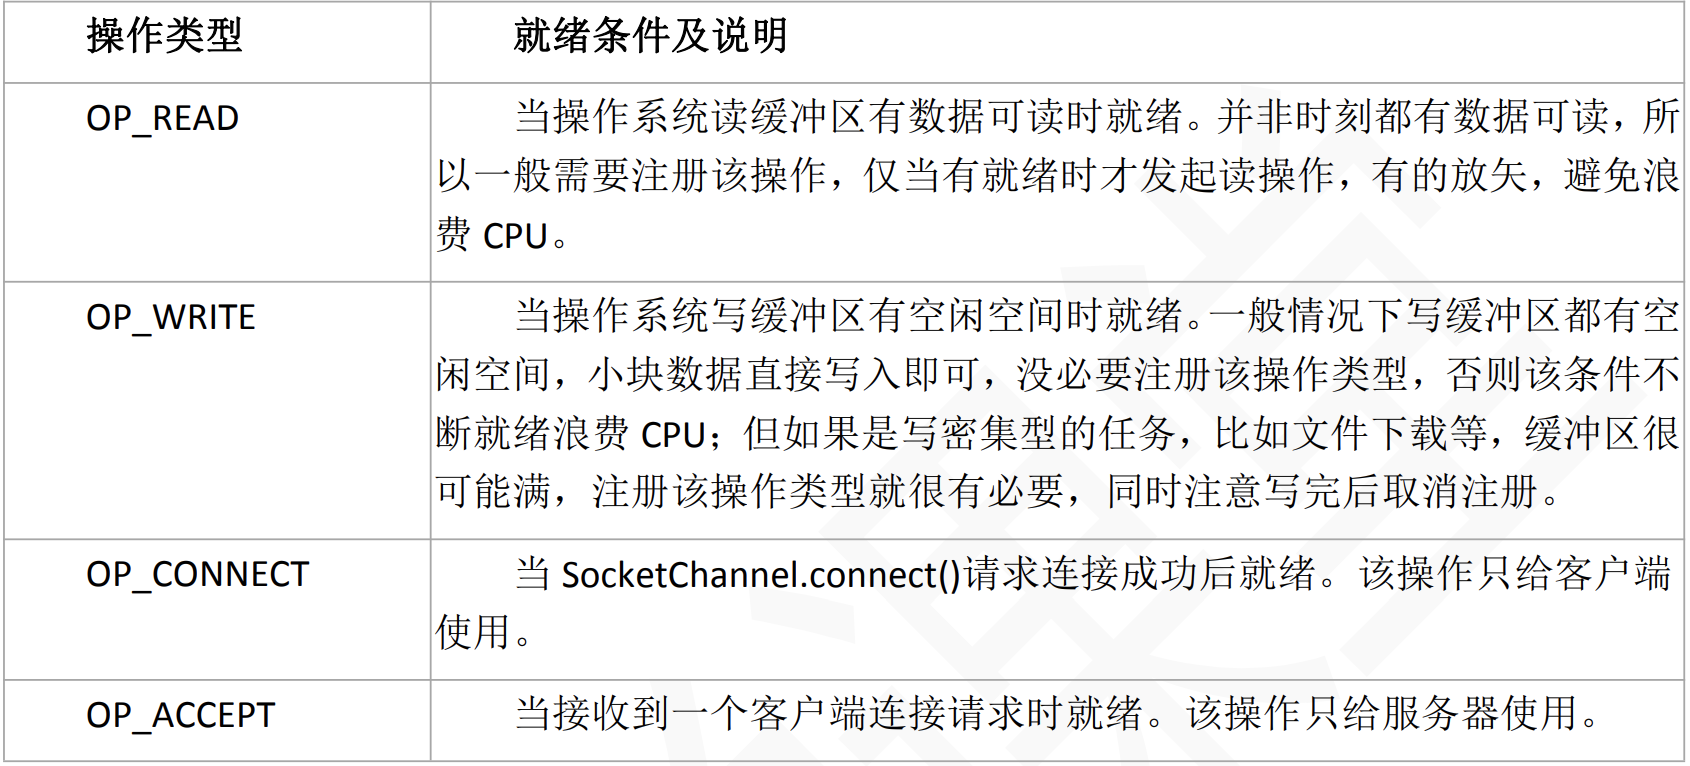 操作类型 就绪条件及说明
OP_READ 当操作系统读缓冲区有数据可读时就绪。并非时刻都有数据可读，所
以一般需要注册该操作，仅当有就绪时才发起读操作，有的放矢，避免浪
费 CPU。
OP_WRITE 当操作系统写缓冲区有空闲空间时就绪。一般情况下写缓冲区都有空
闲空间，小块数据直接写入即可，没必要注册该操作类型，否则该条件不
断就绪浪费 CPU；但如果是写密集型的任务，比如文件下载等，缓冲区很
可能满，注册该操作类型就很有必要，同时注意写完后取消注册。
OP_CONNECT 当 SocketChannel.connect()请求连接成功后就绪。该操作只给客户端
使用。
OP_ACCEPT 当接收到一个客户端连接请求时就绪。该操作只给服务器使用。